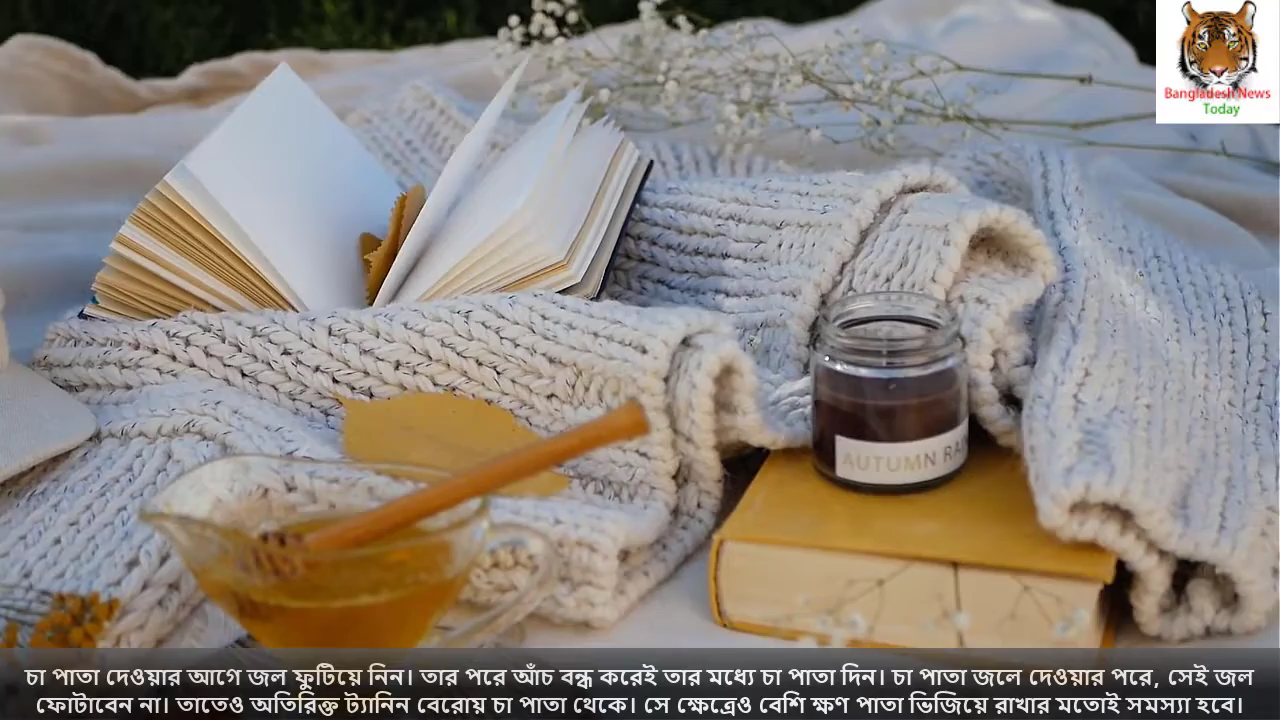 Bangladesh News
Today
AUTUMN RA
চা পাতা দেওয়ার আগে জল ফুটিয়ে নিন। তার পরে আঁচ বন্ধ করেই তার মধ্যে চা পাতা দিন। চা পাতা জলে দেওয়ার পরে, সেই জল
ফোটাবেন না। তাতেও অতিরিক্ত ট্যানিন বেরোয় চা পাতা থেকে। সে ক্ষেত্রেও বেশি ক্ষণ পাতা ভিজিয়ে রাখার মতোই সমস্যা হবে।